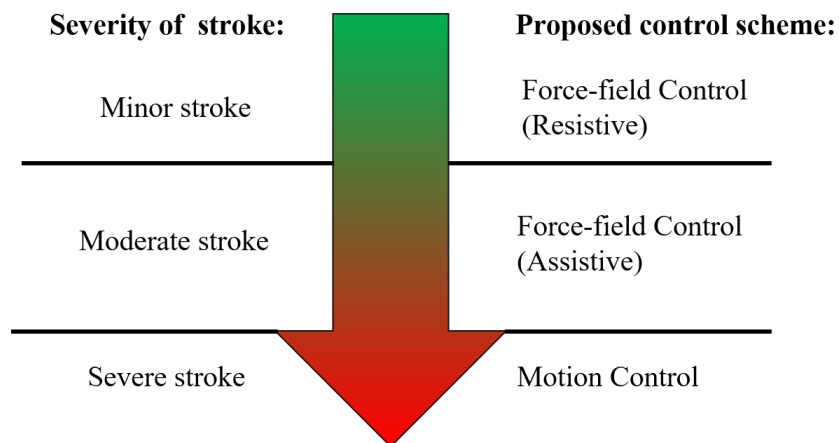 Severity of stroke:
Proposed control scheme:
Minor stroke
Force-field Control
(Resistive)
Moderate stroke
Force-field Control
(Assistive)
Severe stroke
Motion Control